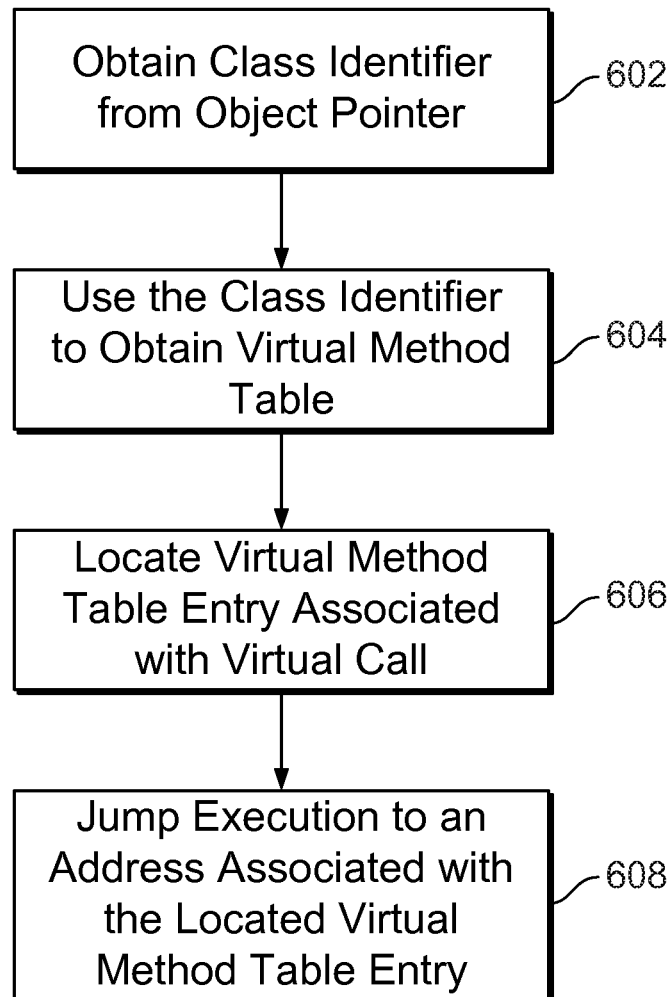 Obtain Class Identifier
from Object Pointer
602
Use the Class Identifier
to Obtain Virtual Method
Table
604
Locate Virtual Method
Table Entry Associated
with Virtual Call
606
Jump Execution to an
Address Associated with
the Located Virtual
Method Table Entry
608